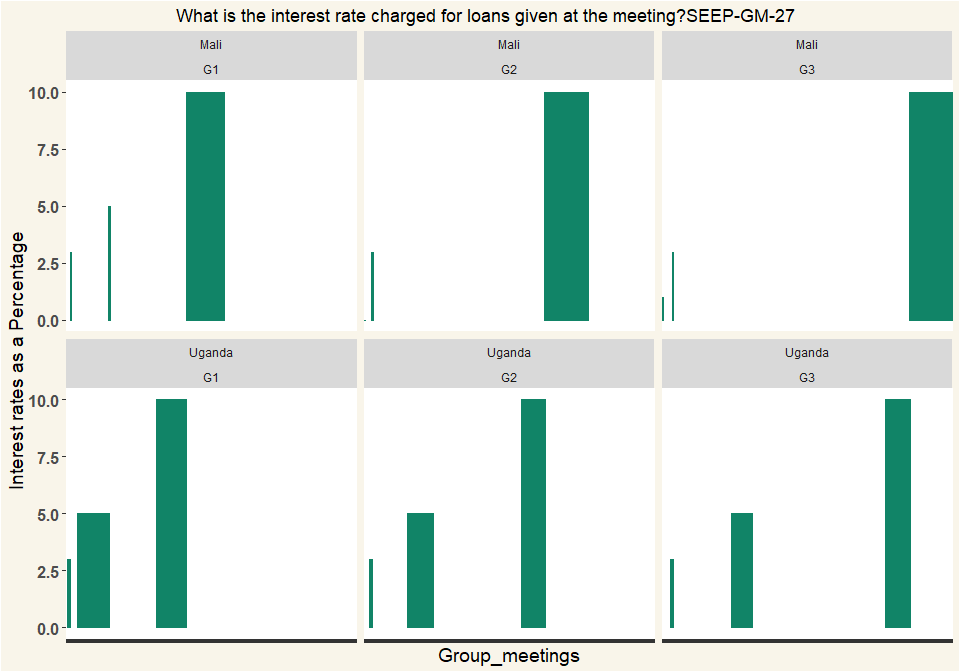 What is the interest rate charged for loans given at the meeting?SEEP-GM-27
Mali
G1
Mali
G2
Mali
G3
10.0
7.5
5.0
2.5
0.0
Interest rates as a Percentage
Uganda
G1
Uganda
G2
Uganda
G3
10.0
7.5
5.0
2.5
0.0
Group_meetings